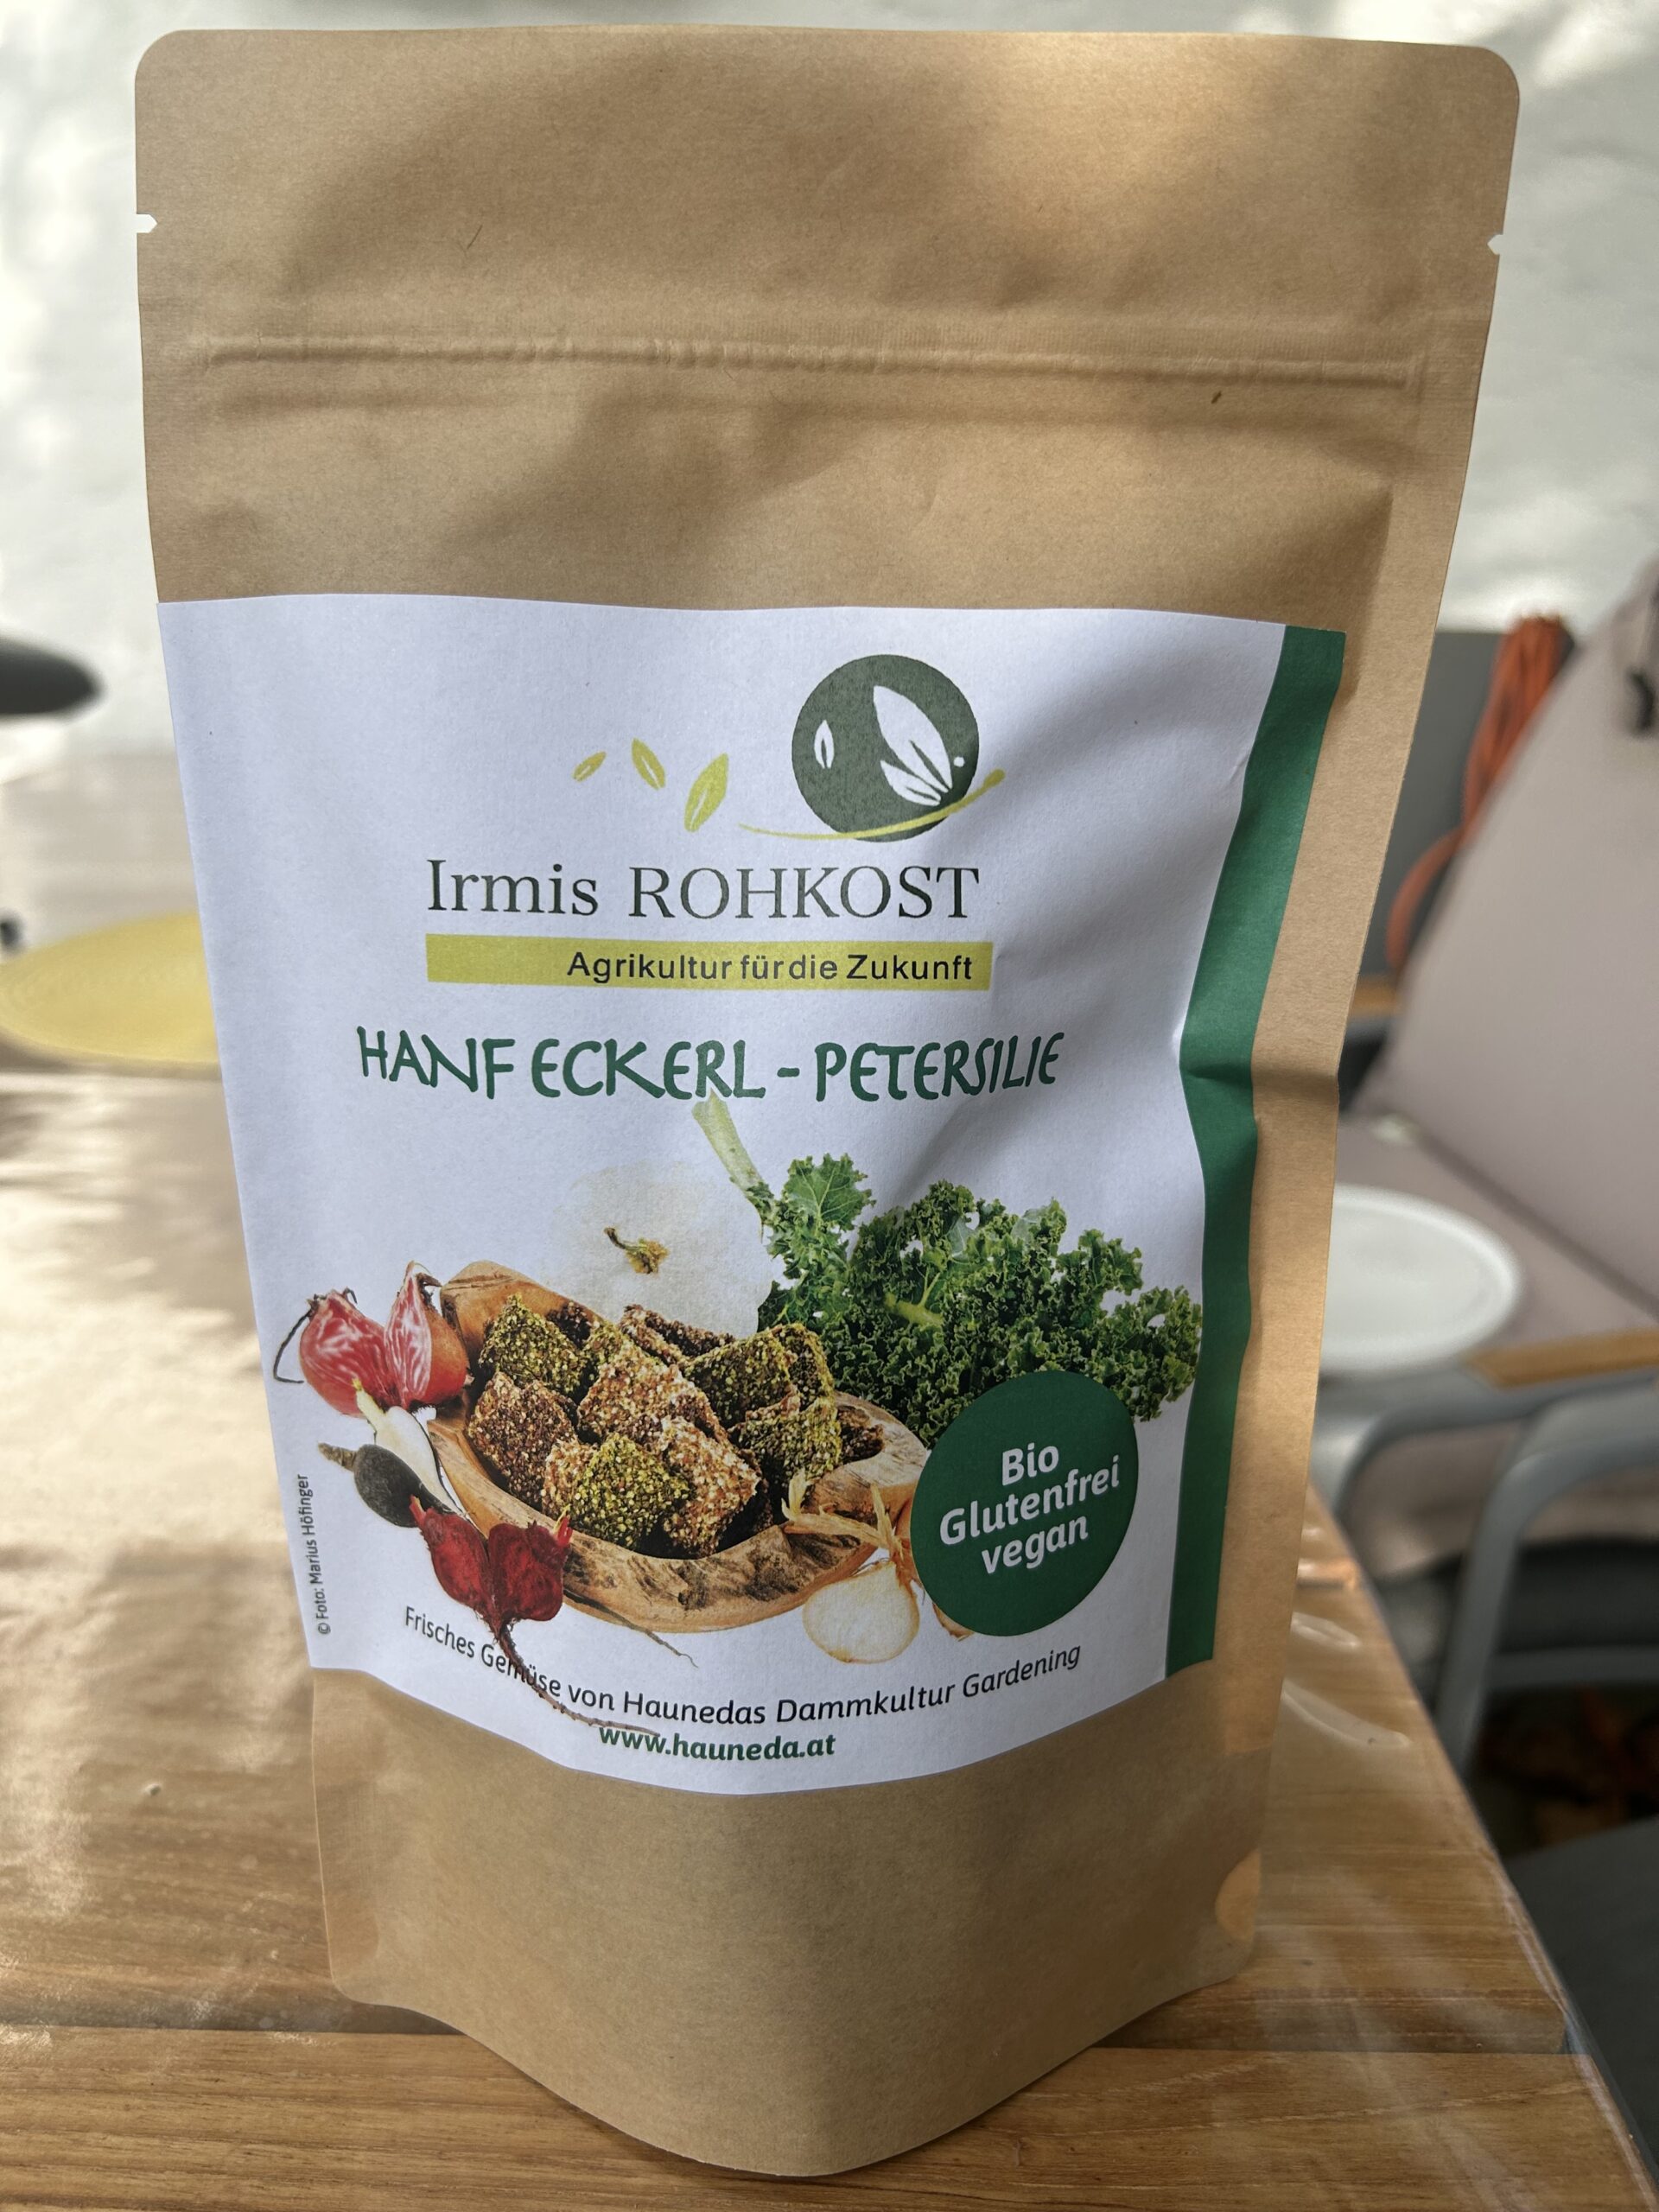 Irmis ROHKOST
Agrikultur für die Zukunft
HANF ECKERL - PETERSILIE
Bio
Glutenfrei
vegan
© Foto: Marius Höfinger
Frisches Gemüse von Haunedas Dammkultur Gardening
www.hauneda.at